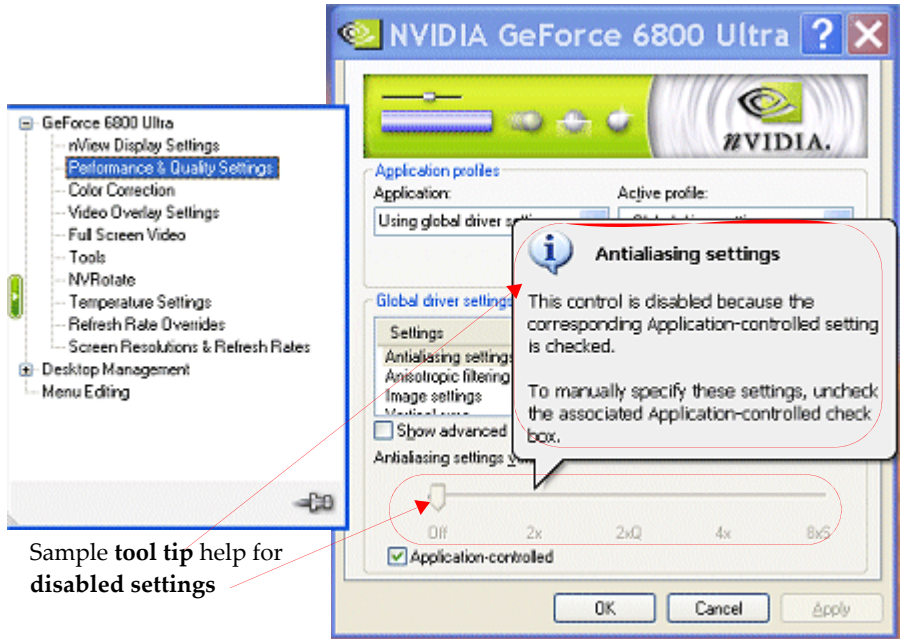 NVIDIA GeForce 6800 Ultra
NVIDIA.
GeForce 6800 Ultra
nView Display Settings
Performance & Quality Settings
Color Correction
Video Overlay Settings
Full Screen Video
Tools
NVRotate
Temperature Settings
Refresh Rate Overrides
Screen Resolutions & Refresh Rates
Desktop Management
Menu Editing
Application profiles
Application:
Active profile:
Using global driver
Antialiasing settings
This control is disabled because the
corresponding Application-controlled setting
is checked.
To manually specify these settings, uncheck
the associated Application-controlled check
box.
Global driver settings
Settings
Antialiasing settings
Anisotropic filtering
Image settings
Show advanced
Antialiasing settings
Off 2x 2xQ 4x 8xS
Application-controlled
OK Cancel Apply
Sample tool tip help for
disabled settings